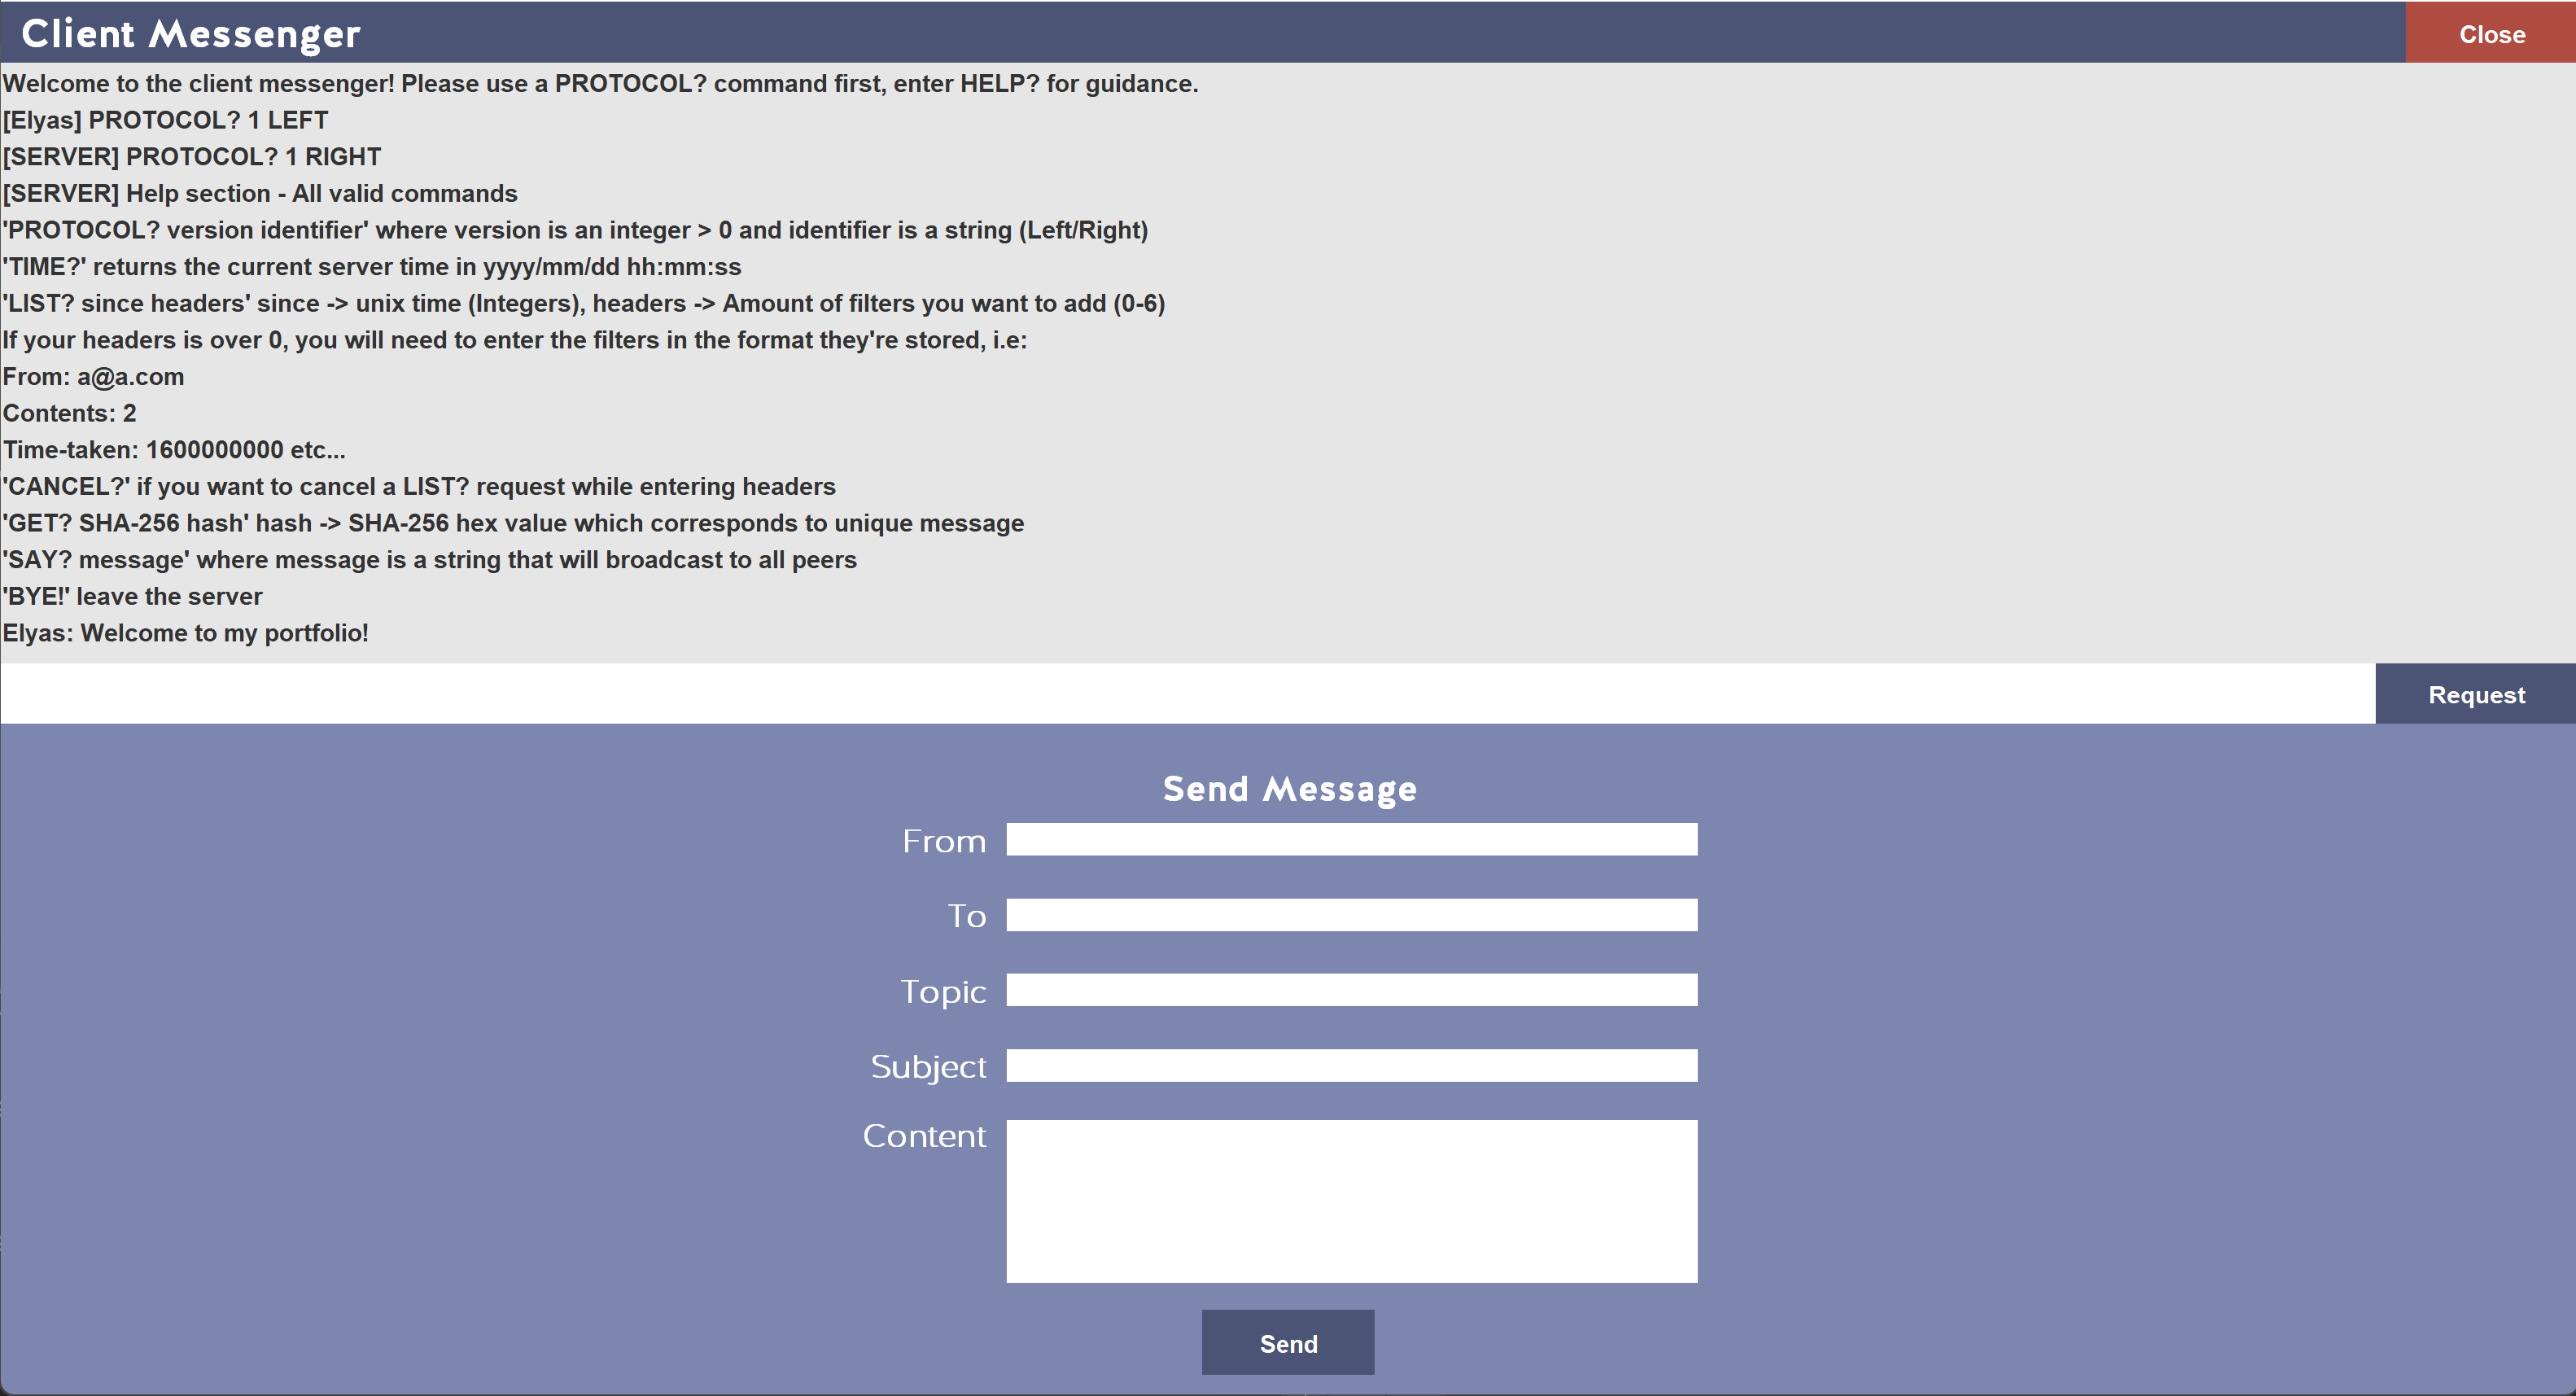 Client Messenger
Close
Welcome to the client messenger! Please use a PROTOCOL? command first, enter HELP? for guidance.
[Elyas] PROTOCOL? 1 LEFT
[SERVER] PROTOCOL? 1 RIGHT
[SERVER] Help section - All valid commands
'PROTOCOL? version identifier' where version is an integer > 0 and identifier is a string (Left/Right)
'TIME?' returns the current server time in yyyy/mm/dd hh:mm:ss
'LIST? since headers' since -> unix time (Integers), headers -> Amount of filters you want to add (0-6)
If your headers is over 0, you will need to enter the filters in the format they're stored, i.e:
From: a@a.com
Contents: 2
Time-taken: 1600000000 etc...
'CANCEL?' if you want to cancel a LIST? request while entering headers
'GET? SHA-256 hash' hash -> SHA-256 hex value which corresponds to unique message
'SAY? message' where message is a string that will broadcast to all peers
'BYE!' leave the server
Elyas: Welcome to my portfolio!
Request
Send Message
From
To
Topic
Subject
Content
Send